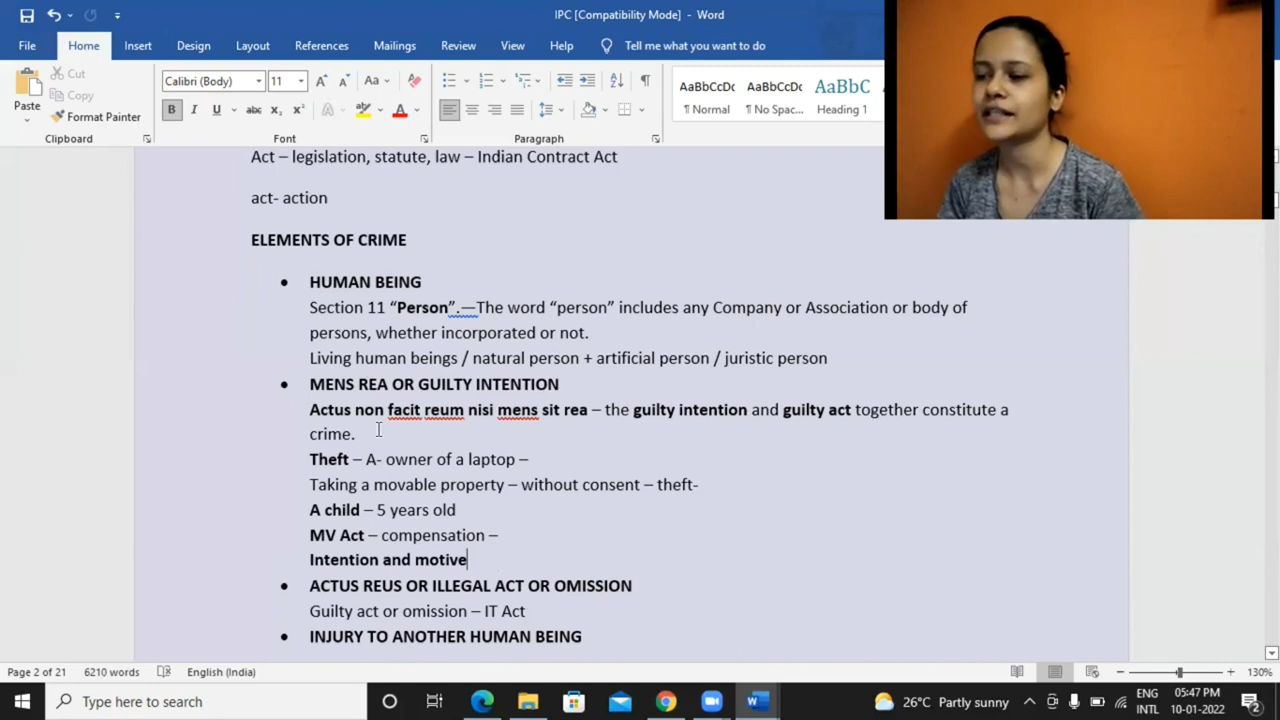 IPC [Compatibility Mode] - Word
File Home Insert Design Layout References Mailings Review View Help Tell me what you want to do
Paste
Cut
Copy
Format Painter
Clipboard
Calibri (Body) 11
Font
Paragraph
AaBbCcDc AaBbCcDc AaBbC
¶ Normal ¶ No Spac... Heading 1
Act – legislation, statute, law – Indian Contract Act
act- action
ELEMENTS OF CRIME
• HUMAN BEING
Section 11 “Person”.—The word “person” includes any Company or Association or body of
persons, whether incorporated or not.
Living human beings / natural person + artificial person / juristic person
• MENS REA OR GUILTY INTENTION
Actus non facit reum nisi mens sit rea – the guilty intention and guilty act together constitute a
crime.
Theft – A- owner of a laptop –
Taking a movable property – without consent – theft-
A child – 5 years old
MV Act – compensation –
Intention and motive
• ACTUS REUS OR ILLEGAL ACT OR OMISSION
Guilty act or omission – IT Act
• INJURY TO ANOTHER HUMAN BEING
Page 2 of 21 6210 words English (India) 130%
Type here to search
26°C Partly sunny
ENG
INTL
05:47 PM
10-01-2022
2